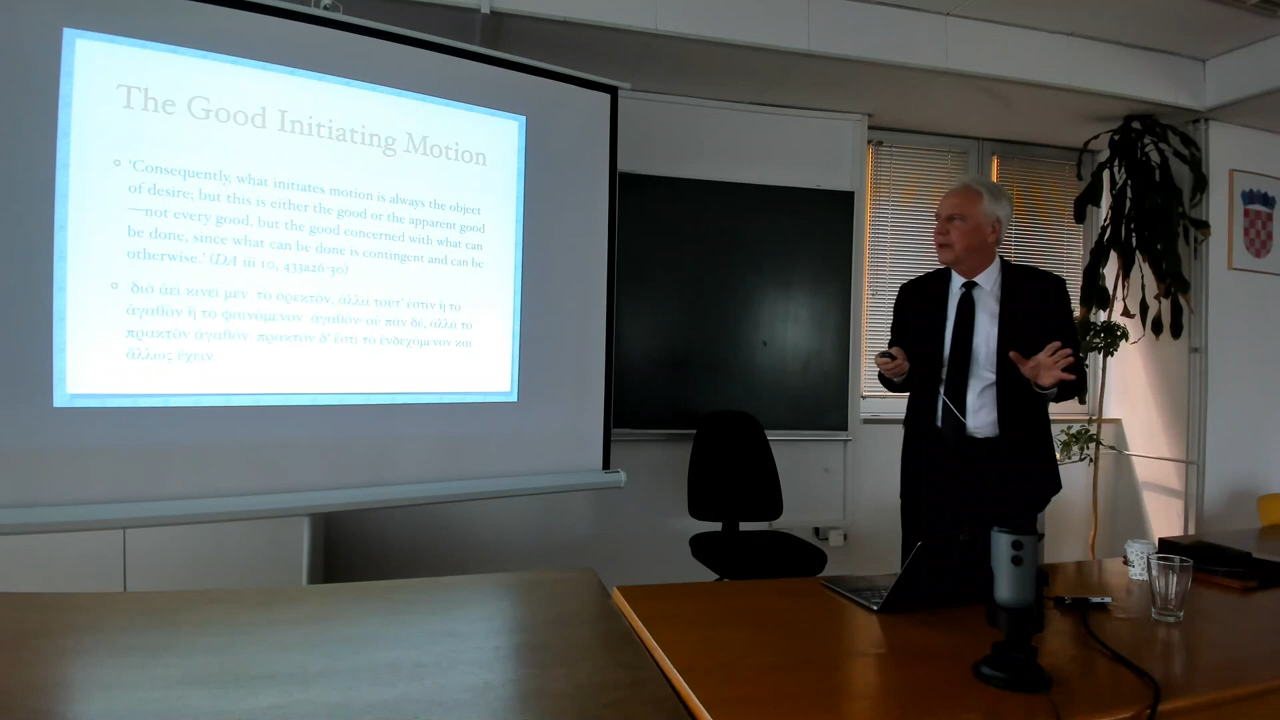 The Good Initiating Motion
'Consequently, what initiates motion is always the object
of desire; but this is either the good or the apparent good
—not every good, but the good concerned with what can
be done, since what can be done is contingent and can be
otherwise.' (DA iii 10, 433a26-30)
διὸ ἀεὶ κινεῖ μὲν τὸ ὀρεκτόν, ἀλλὰ τοῦτ' ἐστὶν ἢ τὸ
ἀγαθὸν ἢ τὸ φαινόμενον ἀγαθόν· οὐ πᾶν δέ, ἀλλὰ τὸ
πρακτὸν ἀγαθόν. πρακτὸν δ' ἐστὶ τὸ ἐνδεχόμενον καὶ
ἄλλως ἔχειν.